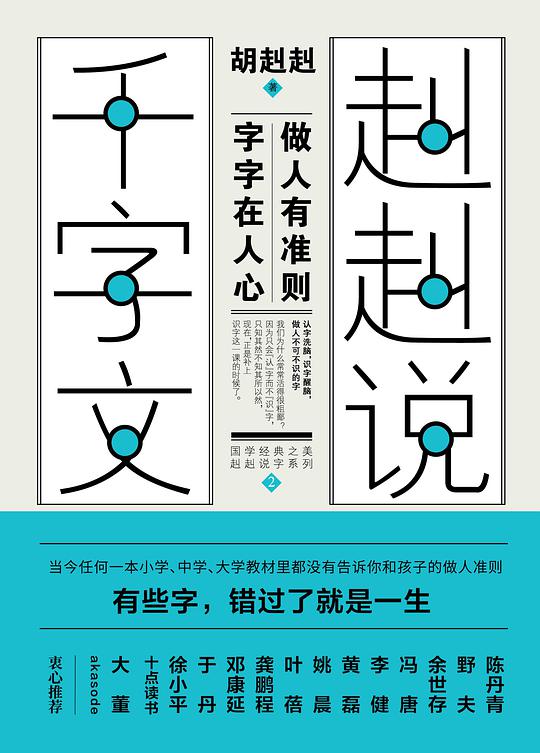 赳赳说
千字文
胡赳赳
著
做人有准则
字字在人心
认字洗脑,识字醒脑,
做人不可不识的字
我们为什么常常活得很粗鄙?
因为只会「认」字而不「识」字,
只知其然不知其所以然,
现在,正是补上
识字这一课的时候了。
国学经典之美
赳赳说字系列
2
当今任何一本小学、中学、大学教材里都没有告诉你和孩子的做人准则
有些字，错过了就是一生
陈丹青
野夫
余世存
冯唐
李健
黄磊
姚晨
叶蓓
龚鹏程
邓康延
于丹
徐小平
十点读书
大董
akasode
衷心推荐